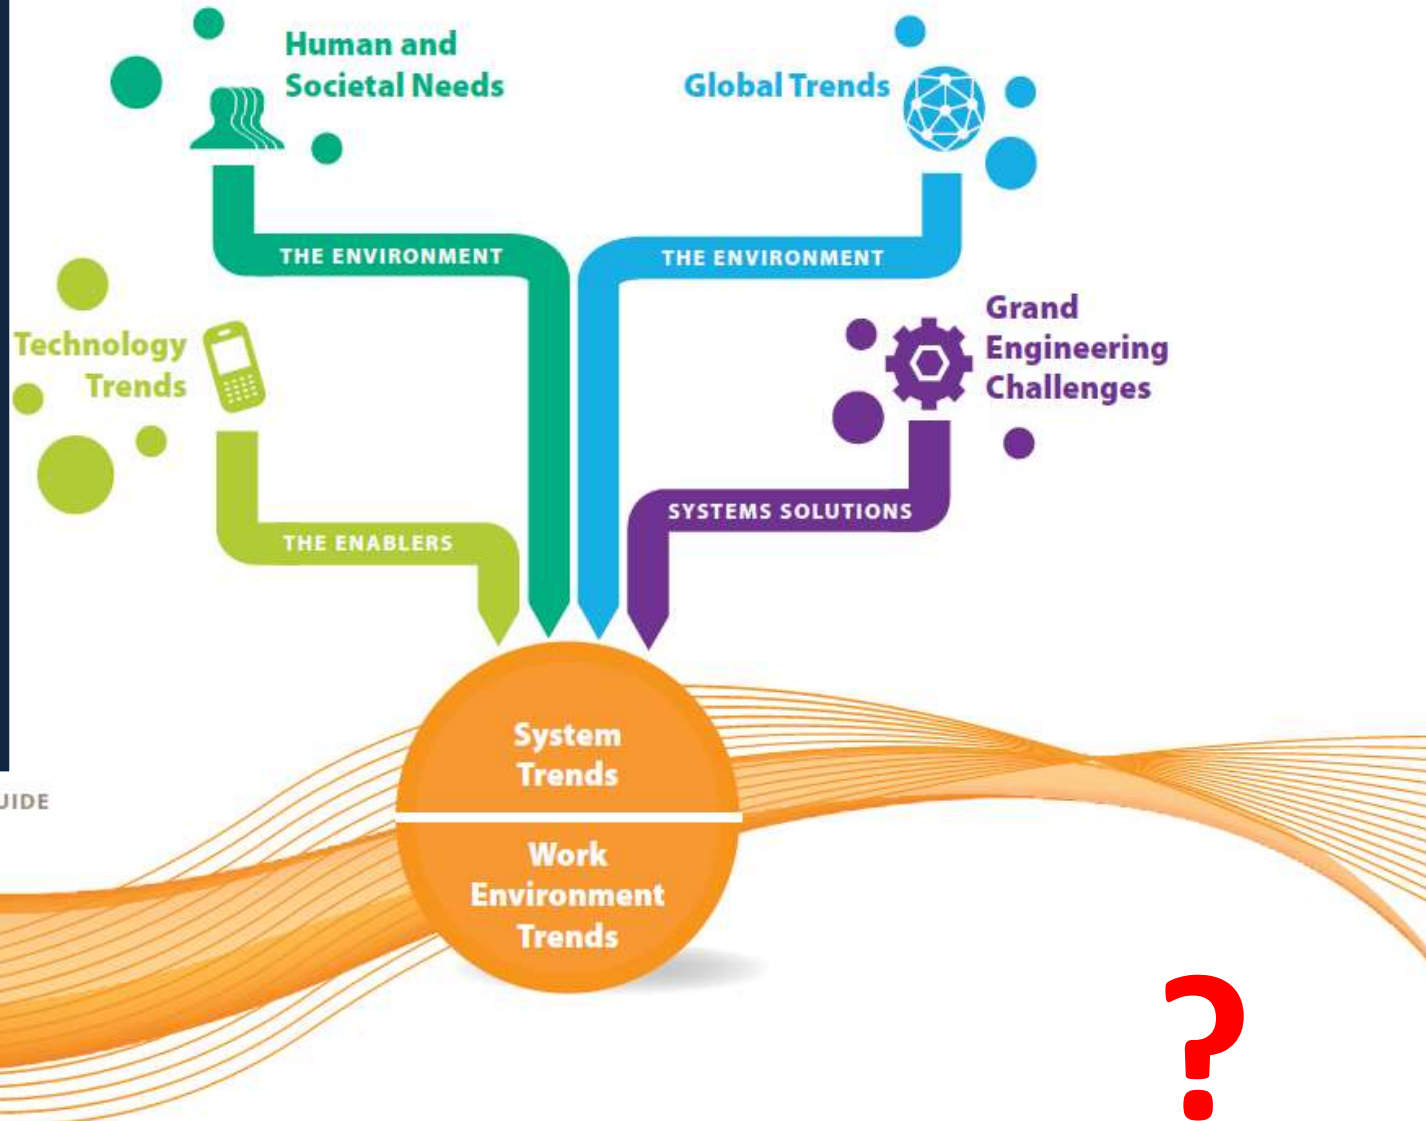 Human and
Societal Needs
Global Trends
THE ENVIRONMENT
THE ENVIRONMENT
Technology
Trends
Grand
Engineering
Challenges
SYSTEMS SOLUTIONS
THE ENABLERS
System
Trends
Work
Environment
Trends
?